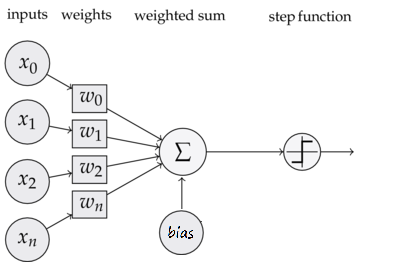 inputs weights weighted sum step function
x0
w0
x1
w1
Σ
x2
w2
wn
xn
bias